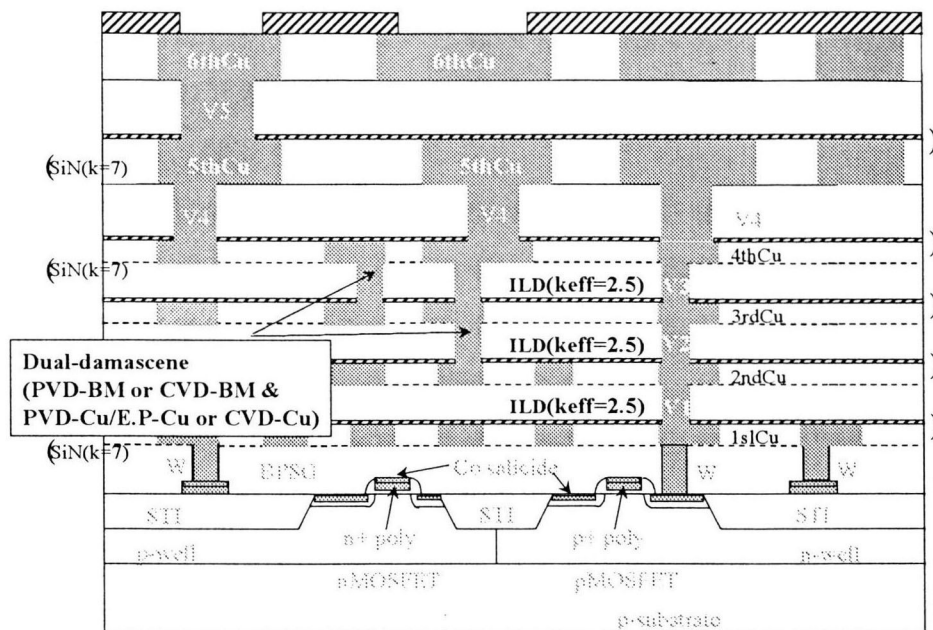 6thCu 6thCu
V5
(SiN(k=7) 5thCu 5thCu )
V4 V4 V4
(SiN(k=7) 4thCu )
ILD(keff=2.5) V3
3rdCu )
Dual-damascene
(PVD-BM or CVD-BM &
PVD-Cu/E.P-Cu or CVD-Cu)
ILD(keff=2.5) V2
2ndCu )
ILD(keff=2.5) V1
(SiN(k=7) 1slCu )
W BPSG Co salicide W W
STI STI STI
p-well n+ poly p+ poly n-well
nMOSFET pMOSFET
p-substrate